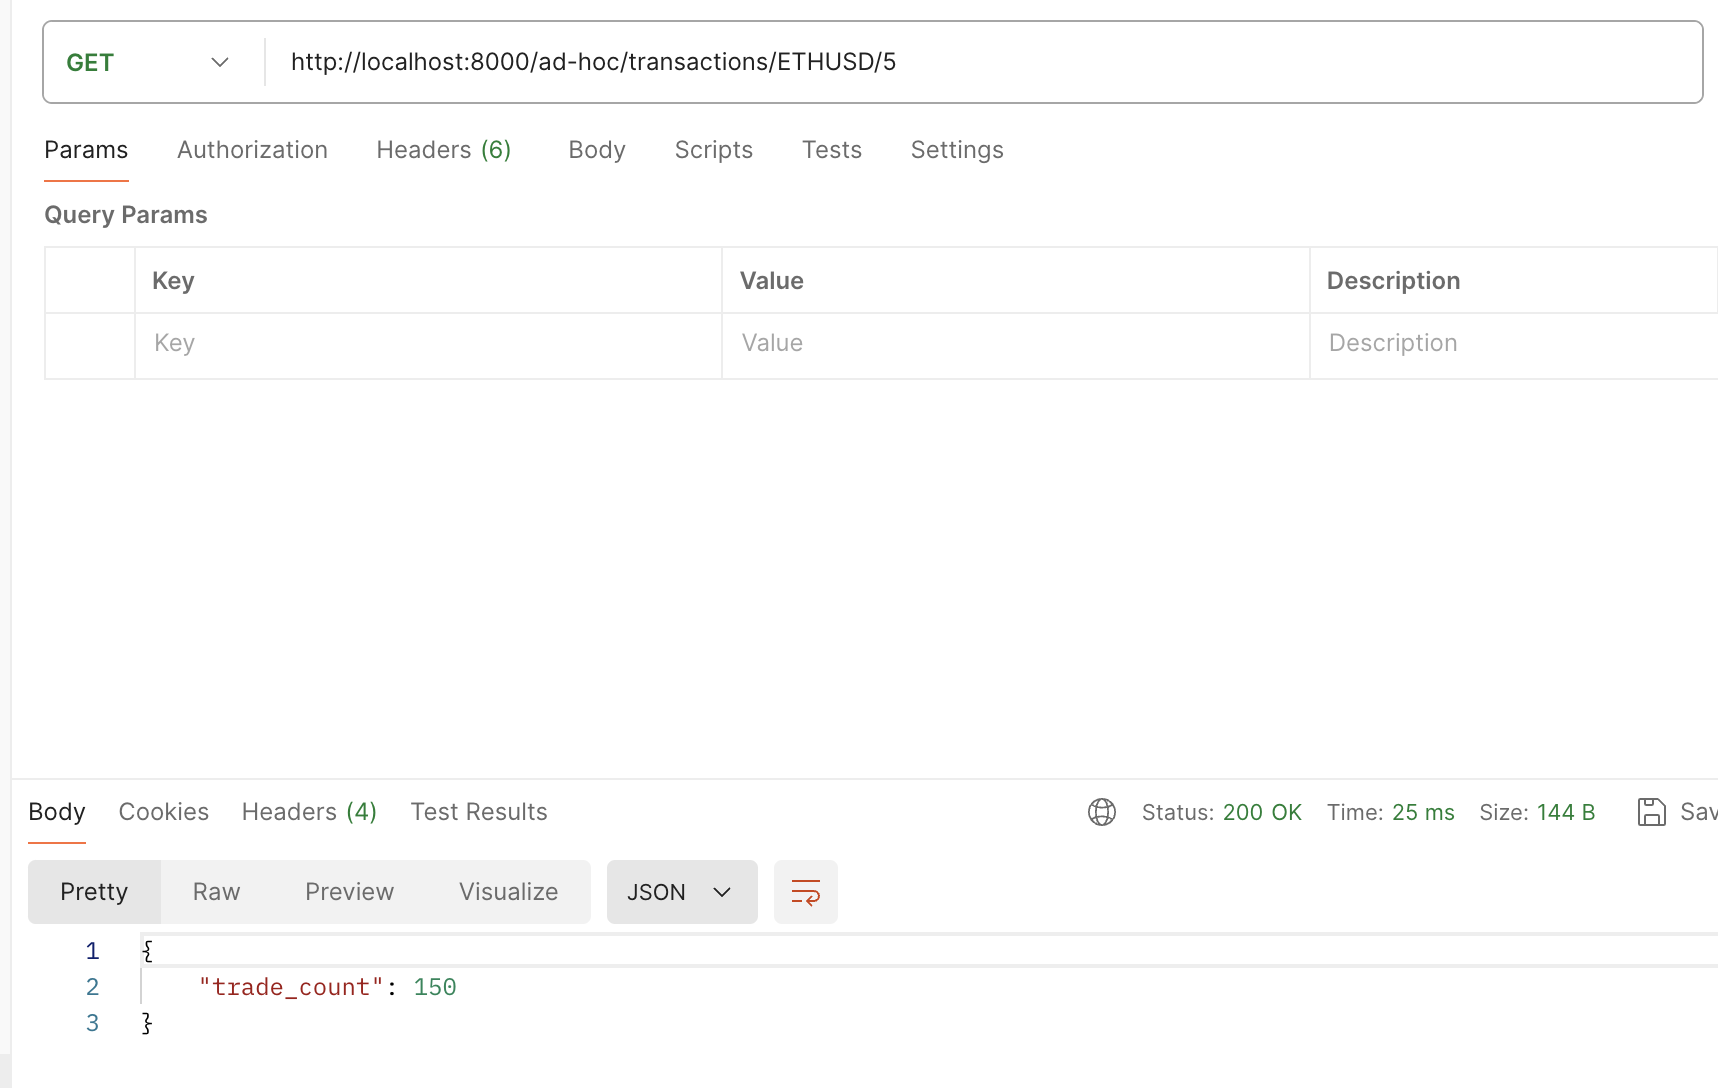 GET http://localhost:8000/ad-hoc/transactions/ETHUSD/5
Params Authorization Headers (6) Body Scripts Tests Settings
Query Params
Key Value Description
Key Value Description
Body Cookies Headers (4) Test Results Status: 200 OK Time: 25 ms Size: 144 B Sav
Pretty Raw Preview Visualize JSON
1 {
2 "trade_count": 150
3 }